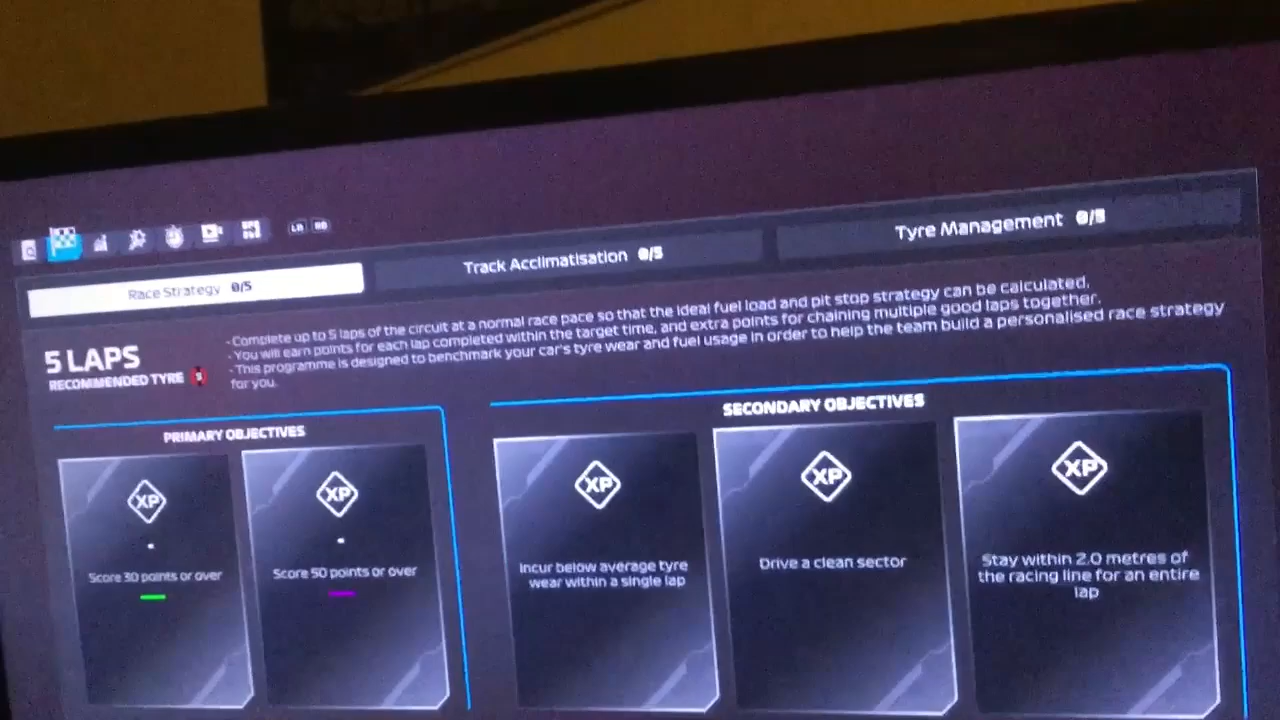 LB RB
Race Strategy 0/5
Track Acclimatisation 0/5
Tyre Management 0/5
5 LAPS
RECOMMENDED TYRE S
- Complete up to 5 laps of the circuit at a normal race pace so that the ideal fuel load and pit stop strategy can be calculated.
- You will earn points for each lap completed within the target time, and extra points for chaining multiple good laps together.
- This programme is designed to benchmark your car's tyre wear and fuel usage in order to help the team build a personalised race strategy
for you.
PRIMARY OBJECTIVES
XP
Score 30 points or over
XP
Score 50 points or over
SECONDARY OBJECTIVES
XP
Incur below average tyre
wear within a single lap
XP
Drive a clean sector
XP
Stay within 2.0 metres of
the racing line for an entire
lap